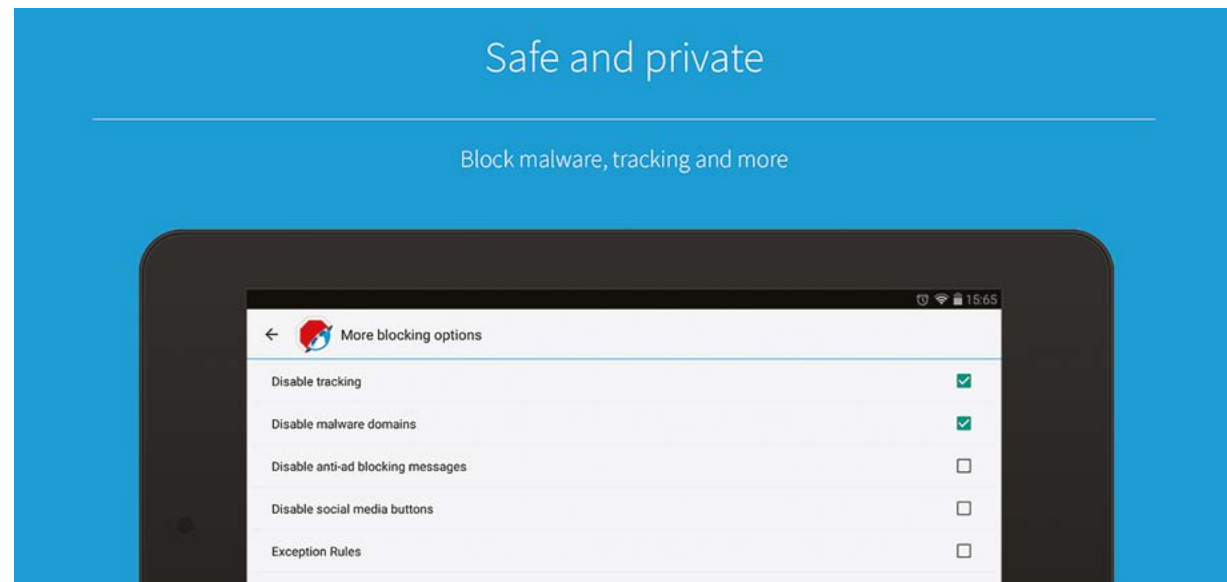 Safe and private
Block malware, tracking and more
15:65
More blocking options
Disable tracking
Disable malware domains
Disable anti-ad blocking messages
Disable social media buttons
Exception Rules